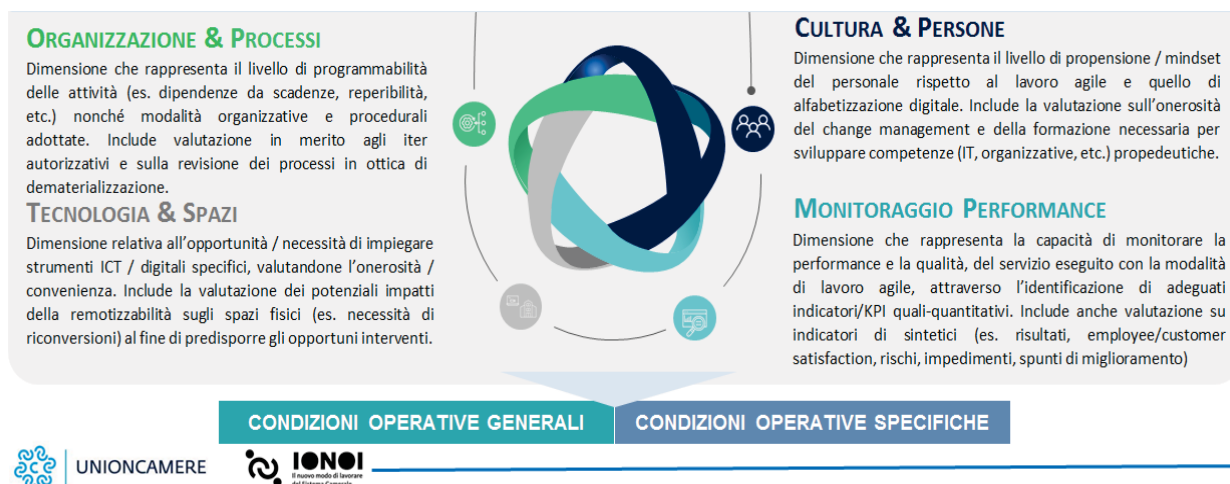 ORGANIZZAZIONE & PROCESSI
Dimensione che rappresenta il livello di programmabilità
delle attività (es. dipendenze da scadenze, reperibilità,
etc.) nonché modalità organizzative e procedurali
adottate. Include valutazione in merito agli iter
autorizzativi e sulla revisione dei processi in ottica di
dematerializzazione.
TECNOLOGIA & SPAZI
Dimensione relativa all’opportunità / necessità di impiegare
strumenti ICT / digitali specifici, valutandone l’onerosità /
convenienza. Include la valutazione dei potenziali impatti
della remotizzabilità sugli spazi fisici (es. necessità di
riconversioni) al fine di predisporre gli opportuni interventi.
CULTURA & PERSONE
Dimensione che rappresenta il livello di propensione / mindset
del personale rispetto al lavoro agile e quello di
alfabetizzazione digitale. Include la valutazione sull’onerosità
del change management e della formazione necessaria per
sviluppare competenze (IT, organizzative, etc.) propedeutiche.
MONITORAGGIO PERFORMANCE
Dimensione che rappresenta la capacità di monitorare la
performance e la qualità, del servizio eseguito con la modalità
di lavoro agile, attraverso l’identificazione di adeguati
indicatori/KPI quali-quantitativi. Include anche valutazione su
indicatori di sintetici (es. risultati, employee/customer
satisfaction, rischi, impedimenti, spunti di miglioramento)
CONDIZIONI OPERATIVE GENERALI
CONDIZIONI OPERATIVE SPECIFICHE
UNIONCAMERE
IONOI
Il nuovo modo di lavorare
del Sistema Camerale